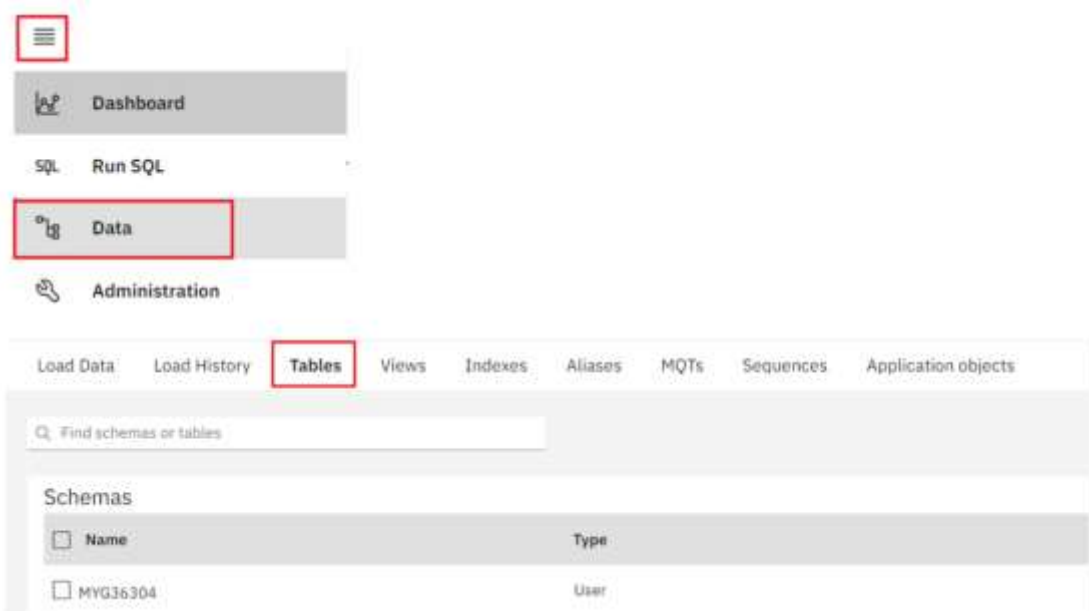 Dashboard
SQL Run SQL
Data
Administration
Load Data Load History Tables Views Indexes Aliases MQTs Sequences Application objects
Find schemas or tables
Schemas
Name Type
MYG36304 User